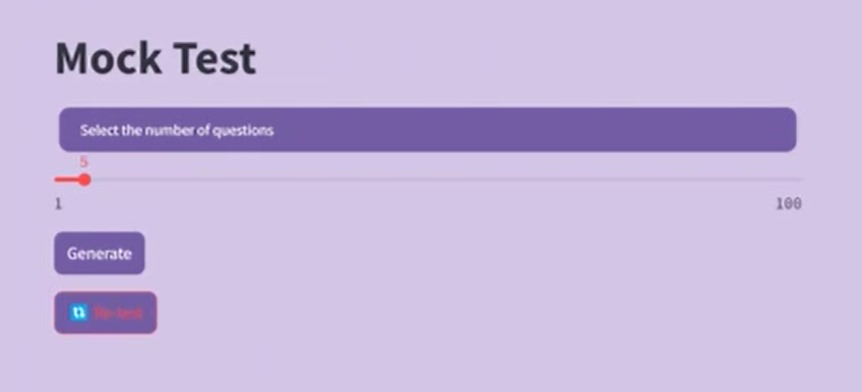 Mock Test
Select the number of questions
5
1 100
Generate
Re-test